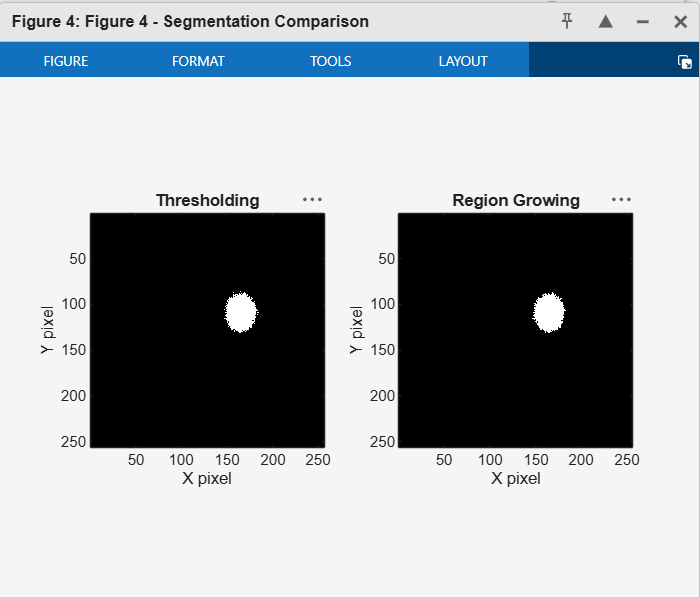 Figure 4: Figure 4 - Segmentation Comparison
FIGURE FORMAT TOOLS LAYOUT
Thresholding
50
100
150
200
250
Y pixel
50 100 150 200 250
X pixel
Region Growing
50
100
150
200
250
Y pixel
50 100 150 200 250
X pixel